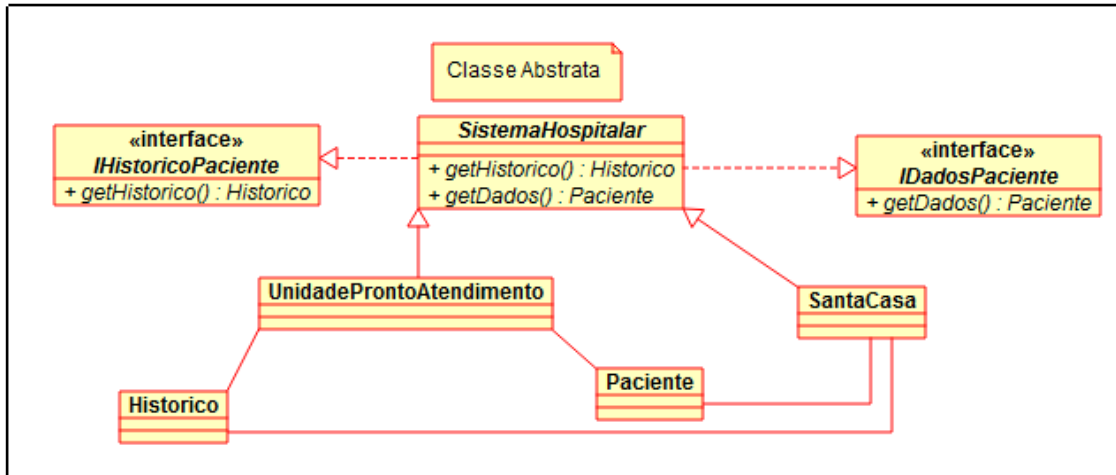 Classe Abstrata
«interface»
IHistoricoPaciente
+ getHistorico() : Historico
SistemaHospitalar
+ getHistorico() : Historico
+ getDados() : Paciente
«interface»
IDadosPaciente
+ getDados() : Paciente
UnidadeProntoAtendimento
SantaCasa
Historico
Paciente